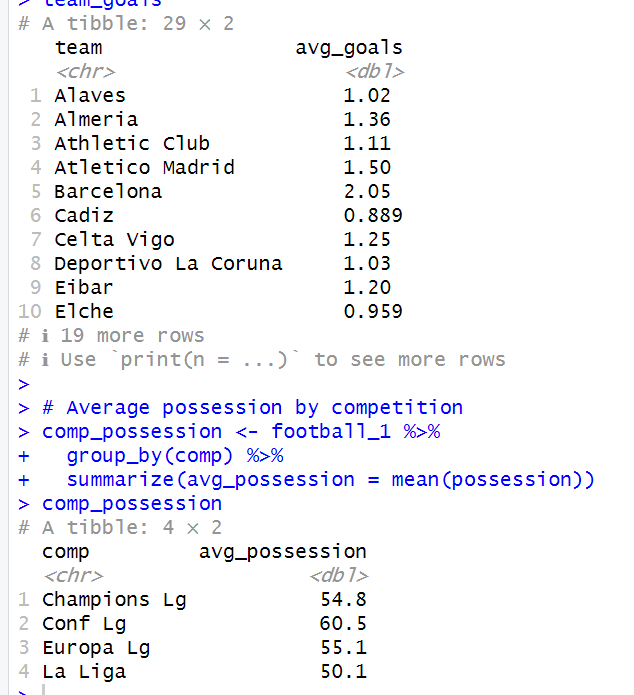 > team_goals
# A tibble: 29 × 2
team avg_goals
<chr> <dbl>
1 Alaves 1.02
2 Almeria 1.36
3 Athletic Club 1.11
4 Atletico Madrid 1.50
5 Barcelona 2.05
6 Cadiz 0.889
7 Celta Vigo 1.25
8 Deportivo La Coruna 1.03
9 Eibar 1.20
10 Elche 0.959
# ℹ 19 more rows
# ℹ Use `print(n = ...)` to see more rows
>
> # Average possession by competition
> comp_possession <- football_1 %>%
+ group_by(comp) %>%
+ summarize(avg_possession = mean(possession))
> comp_possession
# A tibble: 4 × 2
comp avg_possession
<chr> <dbl>
1 Champions Lg 54.8
2 Conf Lg 60.5
3 Europa Lg 55.1
4 La Liga 50.1
>